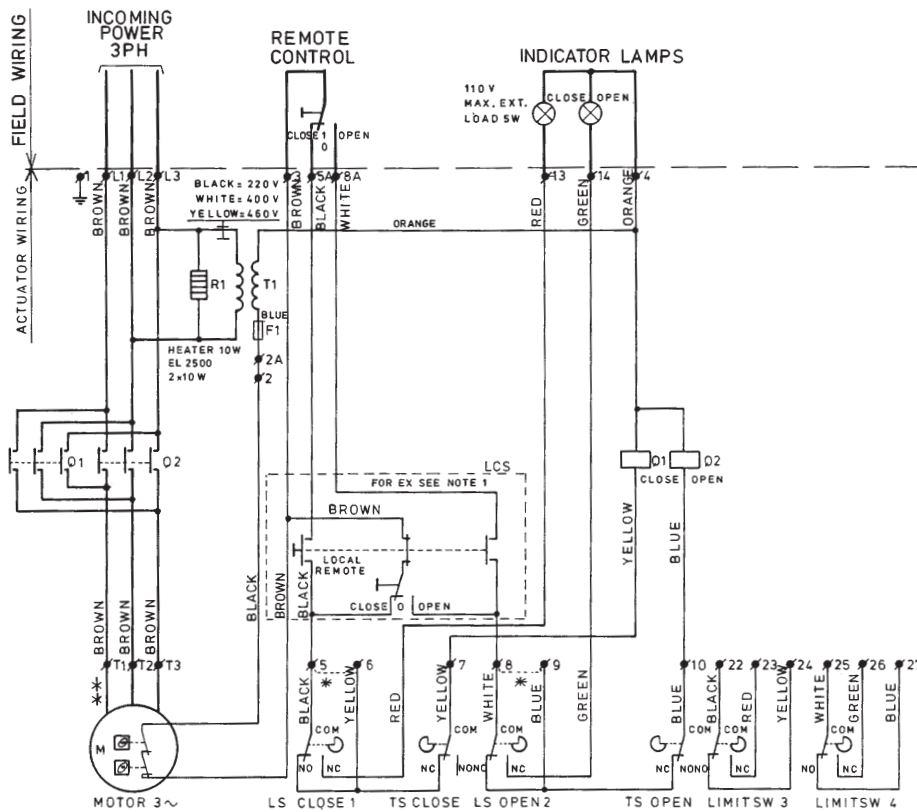 INCOMING
POWER
3PH
REMOTE
CONTROL
INDICATOR LAMPS
FIELD WIRING
110 V
MAX. EXT.
LOAD 5W
CLOSE OPEN
CLOSE 1 OPEN
0
ACTUATOR WIRING
1 L1 L2 L3 3 5A 8A 13 14 4
BROWN
BROWN
BROWN
BLACK = 220 V
WHITE = 400 V
YELLOW = 460 V
BROWN
BLACK
WHITE
RED
GREEN
ORANGE
ORANGE
R1
T1
BLUE
F1
HEATER 10W
EL 2500
2x10 W
2A
2
Q1
Q2
Q1
Q2
CLOSE OPEN
LCS
FOR EX SEE NOTE 1
BROWN
LOCAL
REMOTE
CLOSE 0 OPEN
YELLOW
BLUE
BLACK
BROWN
BLACK
BROWN
BROWN
BROWN
T1 T2 T3
5 6 7 8 9 10 22 23 24 25 26 27
* *
**
BLACK
YELLOW
RED
YELLOW
WHITE
BLUE
GREEN
BLUE
BLACK
RED
YELLOW
WHITE
GREEN
BLUE
M
COM COM COM COM COM
NO NC NC NONO NC NC NONO NC NO NC
MOTOR 3~
LS CLOSE 1
TS CLOSE
LS OPEN 2
TS OPEN
LIMITSW 3
LIMITSW 4